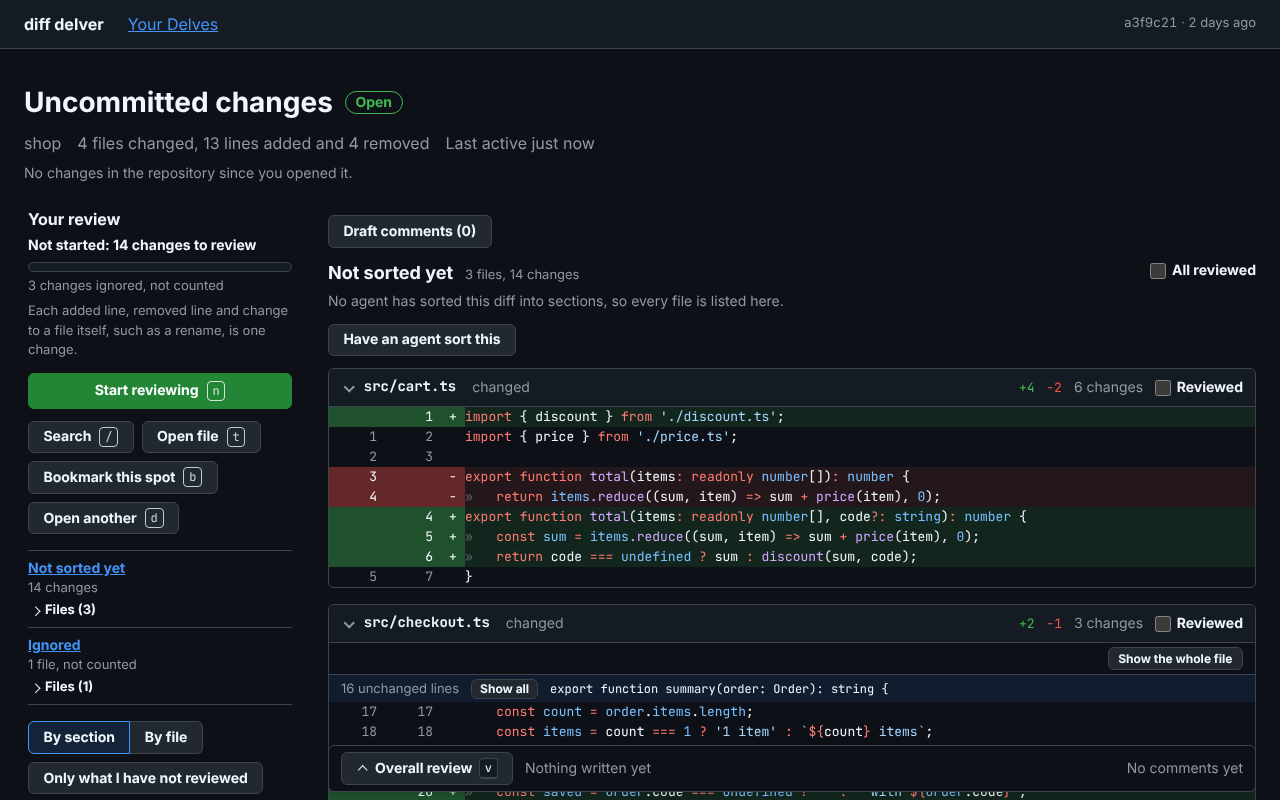 diff delver Your Delves a3f9c21 · 2 days ago
Uncommitted changes Open
shop 4 files changed, 13 lines added and 4 removed Last active just now
No changes in the repository since you opened it.
Your review
Not started: 14 changes to review
3 changes ignored, not counted
Each added line, removed line and change
to a file itself, such as a rename, is one
change.
Start reviewing n
Search / Open file t
Bookmark this spot b
Open another d
Not sorted yet
14 changes
Files (3)
Ignored
1 file, not counted
Files (1)
By section By file
Only what I have not reviewed
Draft comments (0)
Not sorted yet 3 files, 14 changes All reviewed
No agent has sorted this diff into sections, so every file is listed here.
Have an agent sort this
src/cart.ts changed +4 -2 6 changes Reviewed
1 + import { discount } from './discount.ts';
1 2 import { price } from './price.ts';
2 3
3 - export function total(items: readonly number[]): number {
4 - » return items.reduce((sum, item) => sum + price(item), 0);
4 + export function total(items: readonly number[], code?: string): number {
5 + » const sum = items.reduce((sum, item) => sum + price(item), 0);
6 + » return code === undefined ? sum : discount(sum, code);
5 7 }
src/checkout.ts changed +2 -1 3 changes Reviewed
Show the whole file
16 unchanged lines Show all export function summary(order: Order): string {
17 17 const count = order.items.length;
18 18 const items = count === 1 ? '1 item' : `${count} items`;
Overall review v Nothing written yet No comments yet